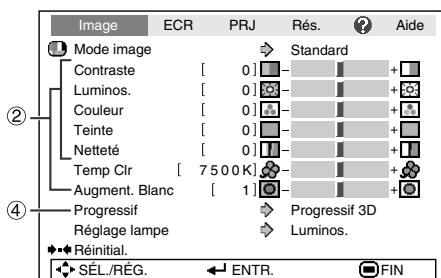 Image ECR PRJ Rés. ? Aide
Mode image Standard
Contraste [ 0] - +
Luminos. [ 0] - +
Couleur [ 0] - +
Teinte [ 0] - +
Netteté [ 0] - +
② Temp Clr [ 7500K] - +
Augment. Blanc [ 1] - +
④ Progressif Progressif 3D
Réglage lampe Luminos.
Réinitial.
SÉL./RÉG. ENTR. FIN